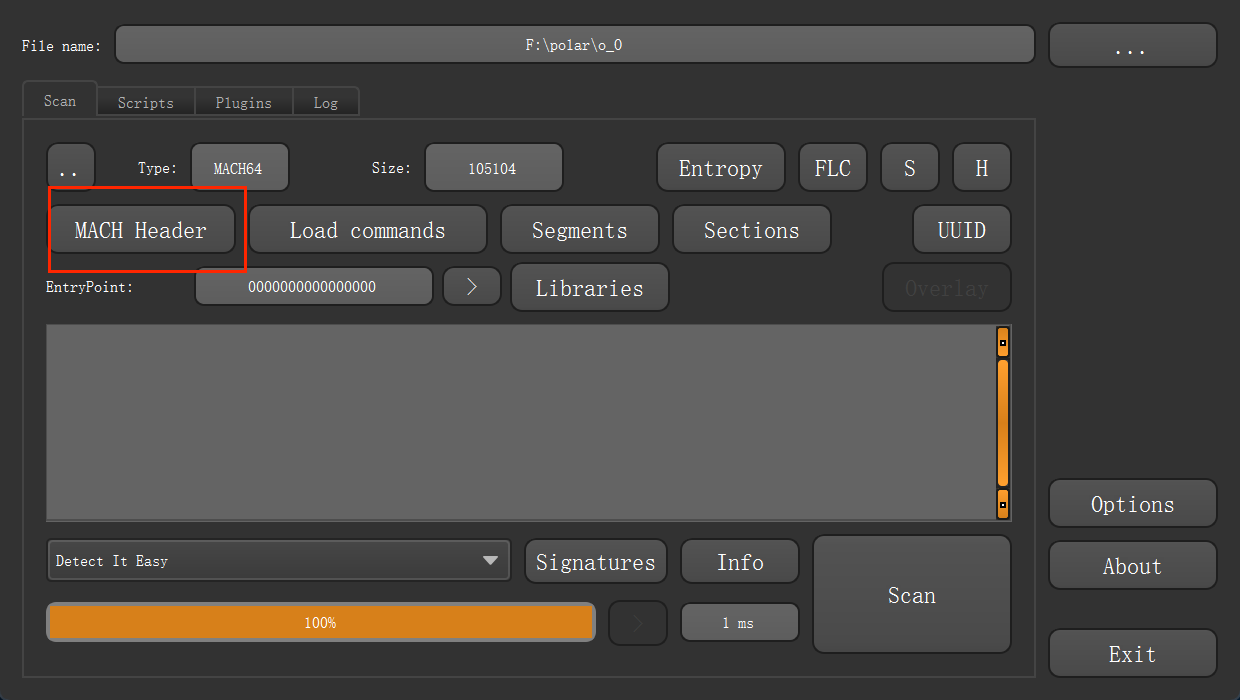 File name: F:\polar\o_0 ...
Scan Scripts Plugins Log
.. Type: MACH64 Size: 105104 Entropy FLC S H
MACH Header Load commands Segments Sections UUID
EntryPoint: 0000000000000000 > Libraries Overlay
Detect It Easy Signatures Info Scan
100% > 1 ms
Options
About
Exit